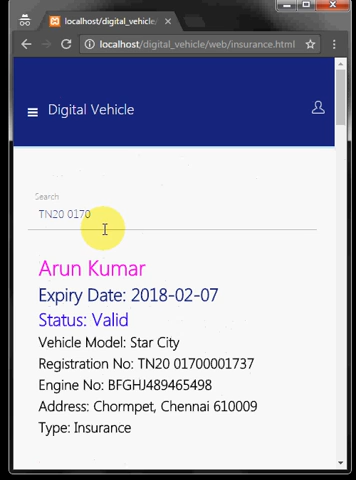 localhost/digital_vehicle/
localhost/digital_vehicle/web/insurance.html
Digital Vehicle
Search
TN20 0170
Arun Kumar
Expiry Date: 2018-02-07
Status: Valid
Vehicle Model: Star City
Registration No: TN20 01700001737
Engine No: BFGHJ489465498
Address: Chormpet, Chennai 610009
Type: Insurance